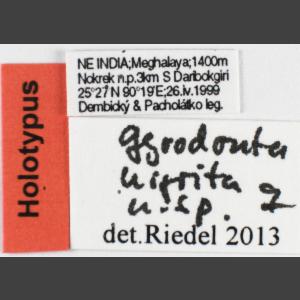 Holotypus
NE INDIA;Meghalaya;1400m
Nokrek n.p.3km S Daribokgiri
25°27'N 90°19'E;26.iv.1999
Dembický & Pacholátko leg.
nigrita
n.sp.
det.Riedel 2013